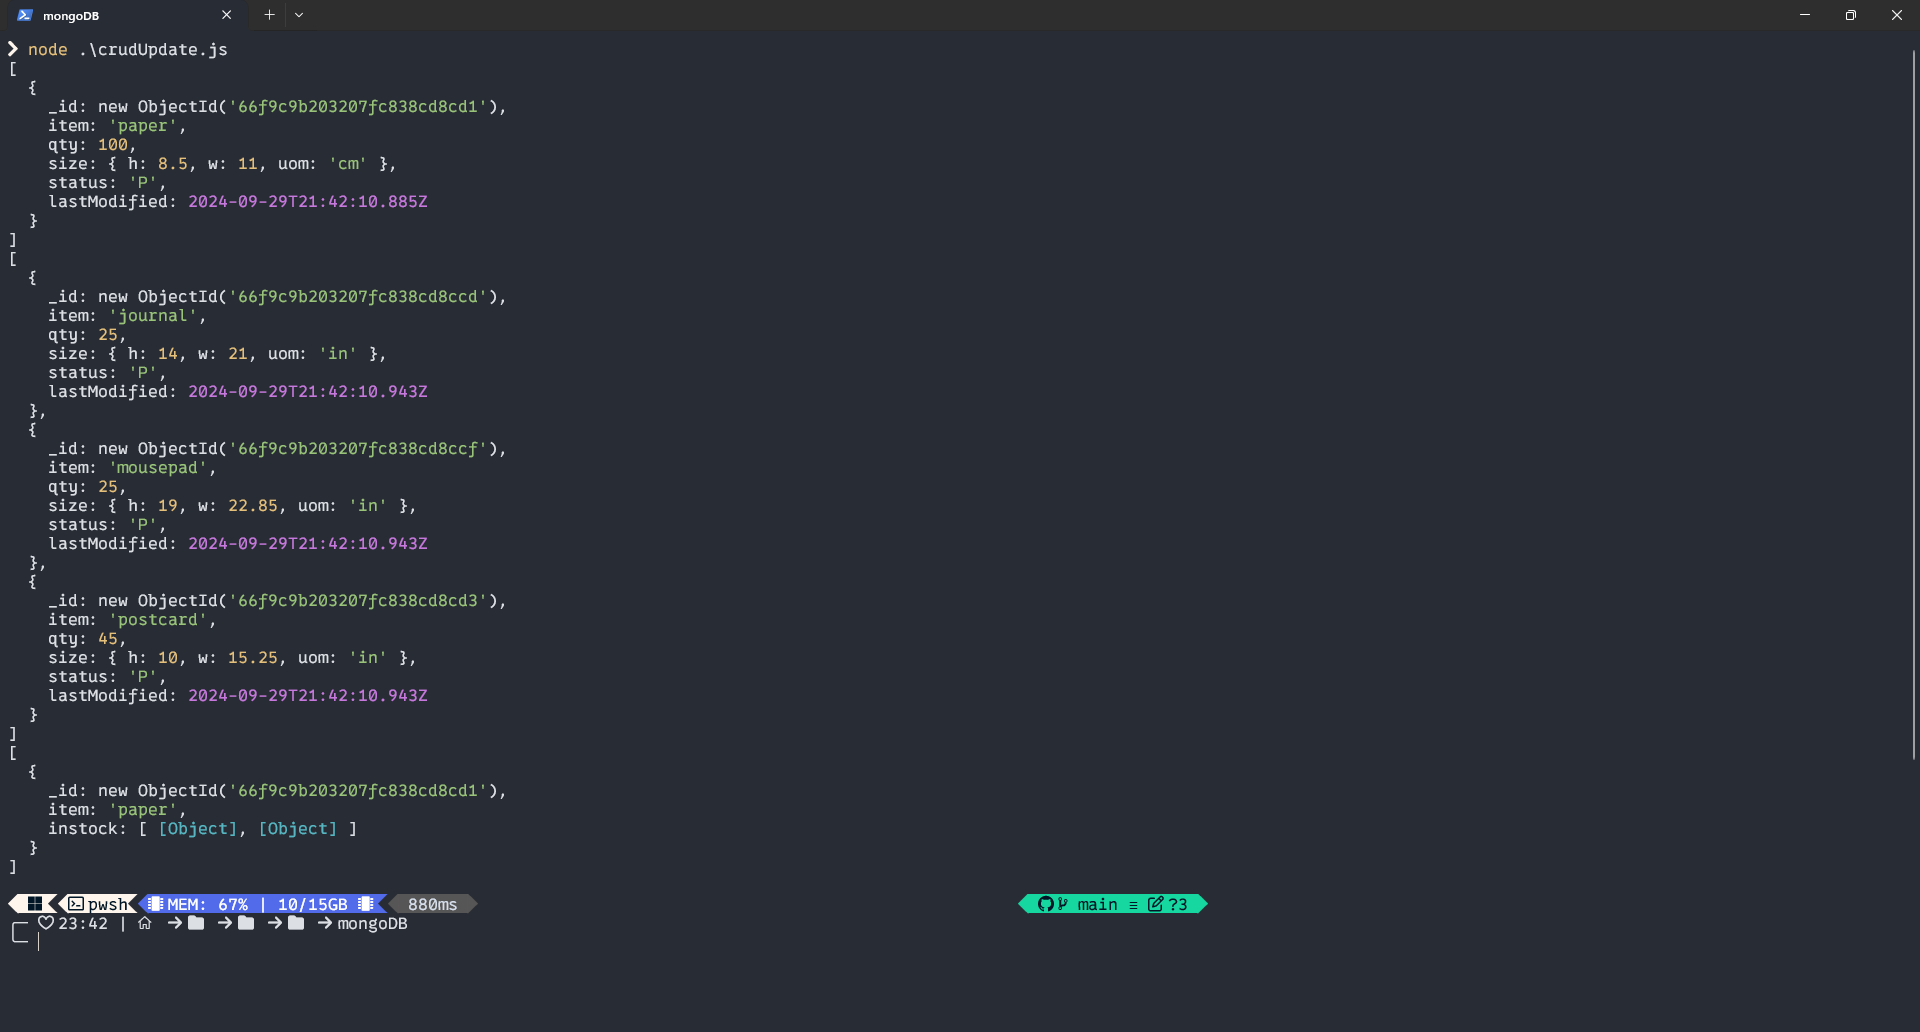 mongoDB
node .\crudUpdate.js
[
  {
    _id: new ObjectId('66f9c9b203207fc838cd8cd1'),
    item: 'paper',
    qty: 100,
    size: { h: 8.5, w: 11, uom: 'cm' },
    status: 'P',
    lastModified: 2024-09-29T21:42:10.885Z
  }
]
[
  {
    _id: new ObjectId('66f9c9b203207fc838cd8ccd'),
    item: 'journal',
    qty: 25,
    size: { h: 14, w: 21, uom: 'in' },
    status: 'P',
    lastModified: 2024-09-29T21:42:10.943Z
  },
  {
    _id: new ObjectId('66f9c9b203207fc838cd8ccf'),
    item: 'mousepad',
    qty: 25,
    size: { h: 19, w: 22.85, uom: 'in' },
    status: 'P',
    lastModified: 2024-09-29T21:42:10.943Z
  },
  {
    _id: new ObjectId('66f9c9b203207fc838cd8cd3'),
    item: 'postcard',
    qty: 45,
    size: { h: 10, w: 15.25, uom: 'in' },
    status: 'P',
    lastModified: 2024-09-29T21:42:10.943Z
  }
]
[
  {
    _id: new ObjectId('66f9c9b203207fc838cd8cd1'),
    item: 'paper',
    instock: [ [Object], [Object] ]
  }
]
pwsh MEM: 67% | 10/15GB 880ms main ≡ ?3
23:42 | → → → → mongoDB